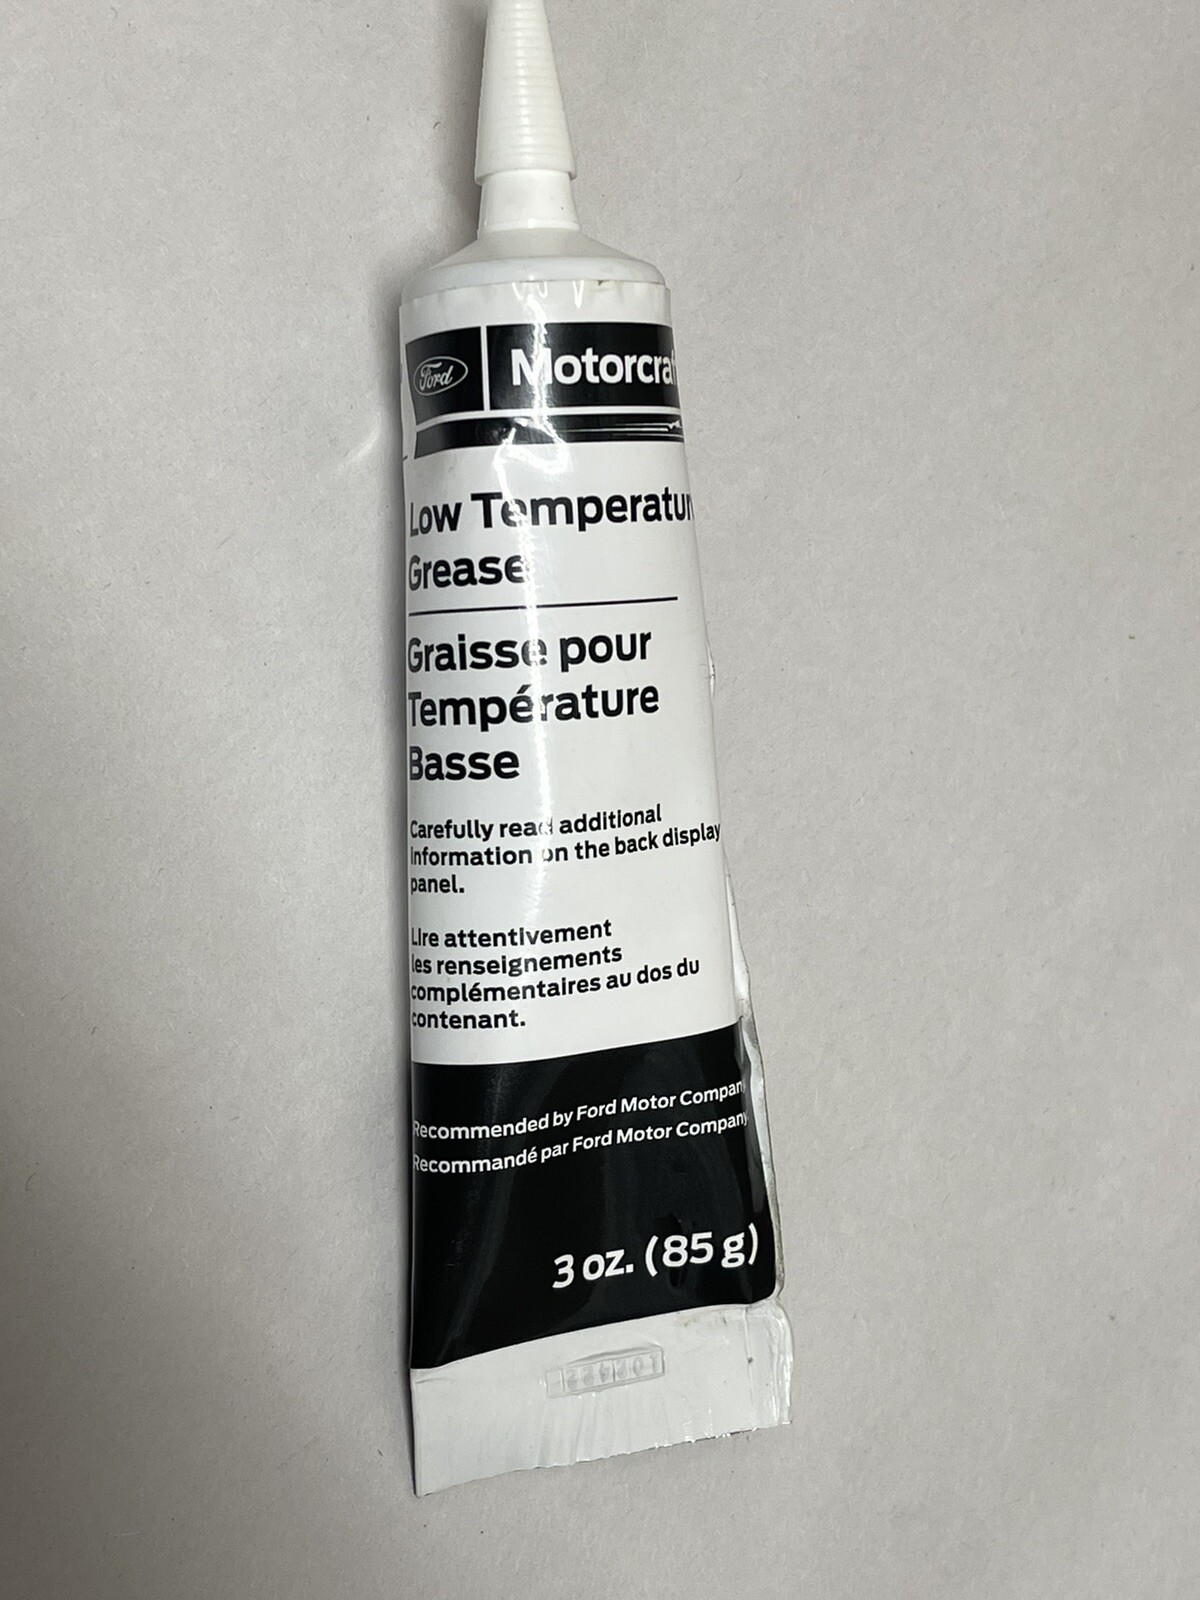 Ford Motorcraf
Low Temperatur
Grease
Graisse pour
Température
Basse
Carefully read additional
information on the back display
panel.
Lire attentivement
les renseignements
complémentaires au dos du
contenant.
Recommended by Ford Motor Company
Recommandé par Ford Motor Company
3 oz. (85 g)